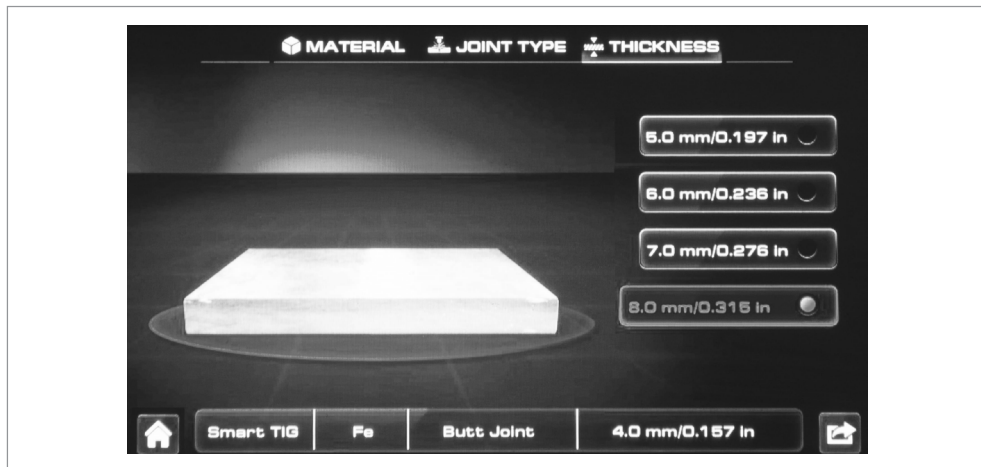 MATERIAL JOINT TYPE THICKNESS
5.0 mm/0.197 in
6.0 mm/0.236 in
7.0 mm/0.276 in
8.0 mm/0.315 in
Smart TIG Fe Butt Joint 4.0 mm/0.157 in